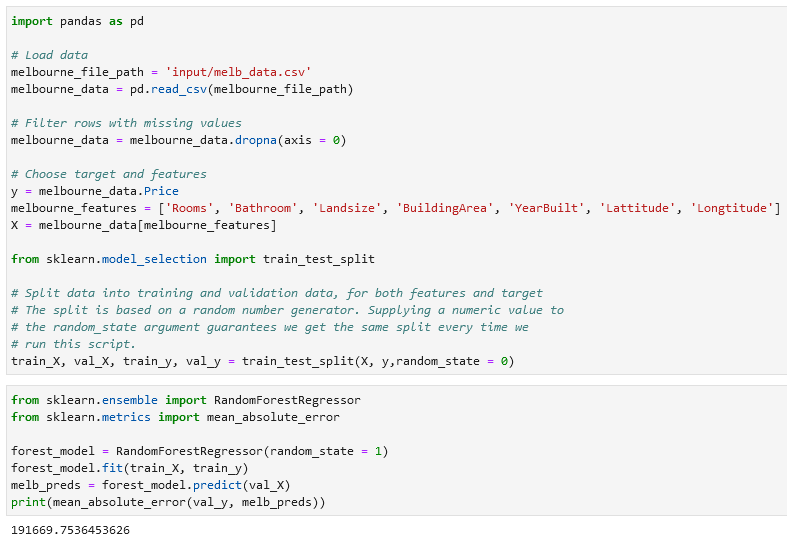 import pandas as pd
# Load data
melbourne_file_path = 'input/melb_data.csv'
melbourne_data = pd.read_csv(melbourne_file_path)
# Filter rows with missing values
melbourne_data = melbourne_data.dropna(axis = 0)
# Choose target and features
y = melbourne_data.Price
melbourne_features = ['Rooms', 'Bathroom', 'Landsize', 'BuildingArea', 'YearBuilt', 'Lattitude', 'Longtitude']
X = melbourne_data[melbourne_features]
from sklearn.model_selection import train_test_split
# Split data into training and validation data, for both features and target
# The split is based on a random number generator. Supplying a numeric value to
# the random_state argument guarantees we get the same split every time we
# run this script.
train_X, val_X, train_y, val_y = train_test_split(X, y,random_state = 0)
from sklearn.ensemble import RandomForestRegressor
from sklearn.metrics import mean_absolute_error
forest_model = RandomForestRegressor(random_state = 1)
forest_model.fit(train_X, train_y)
melb_preds = forest_model.predict(val_X)
print(mean_absolute_error(val_y, melb_preds))
191669.7536453626